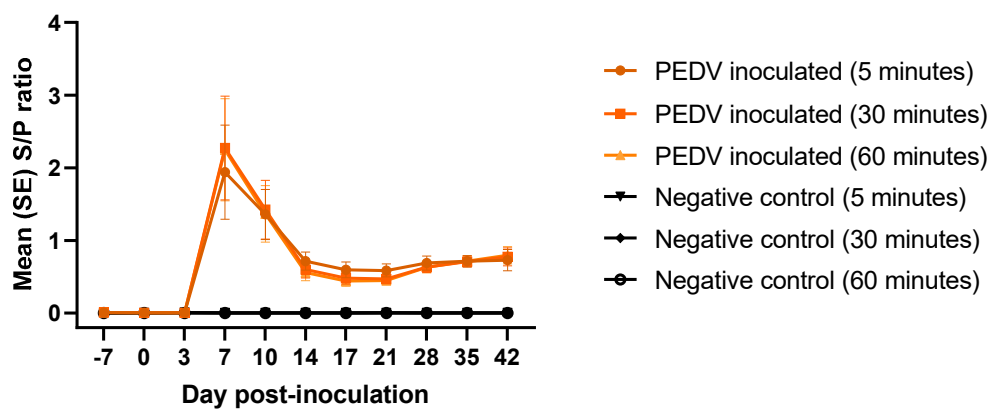 4
3
2
1
0
Mean (SE) S/P ratio
-7 0 3 7 10 14 17 21 28 35 42
Day post-inoculation
PEDV inoculated (5 minutes)
PEDV inoculated (30 minutes)
PEDV inoculated (60 minutes)
Negative control (5 minutes)
Negative control (30 minutes)
Negative control (60 minutes)